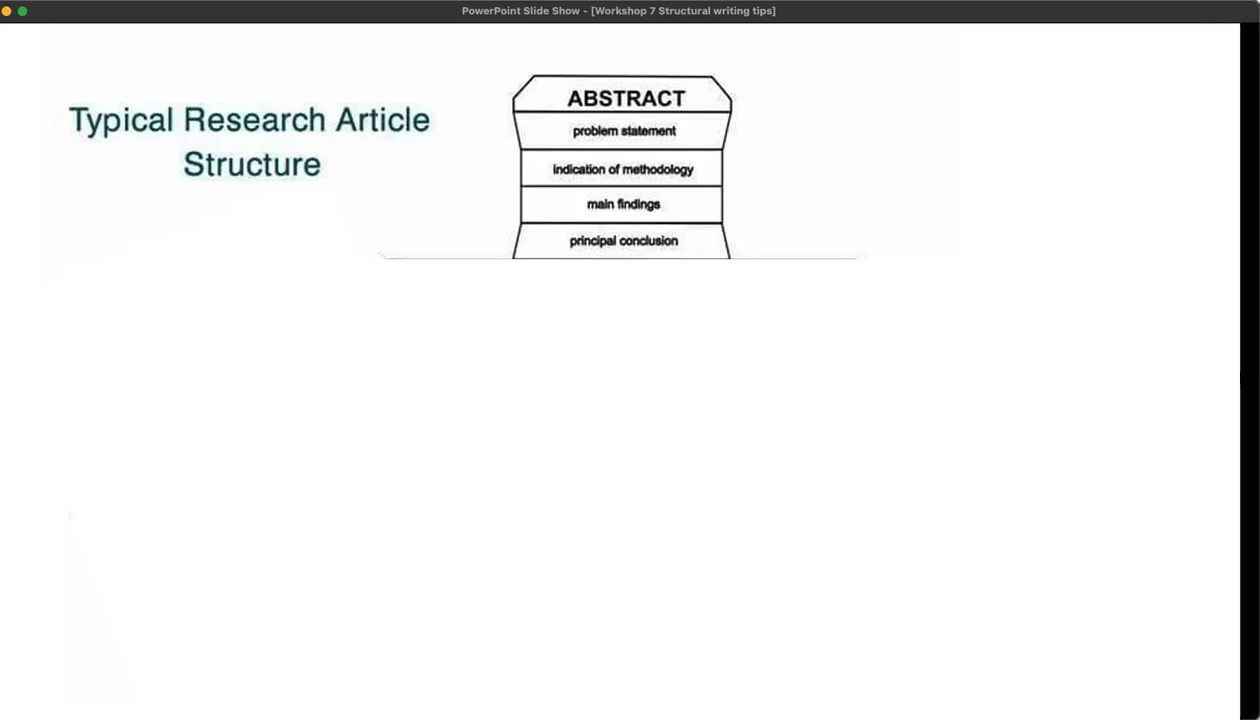 PowerPoint Slide Show - [Workshop 7 Structural writing tips]
Typical Research Article
Structure
ABSTRACT
problem statement
indication of methodology
main findings
principal conclusion